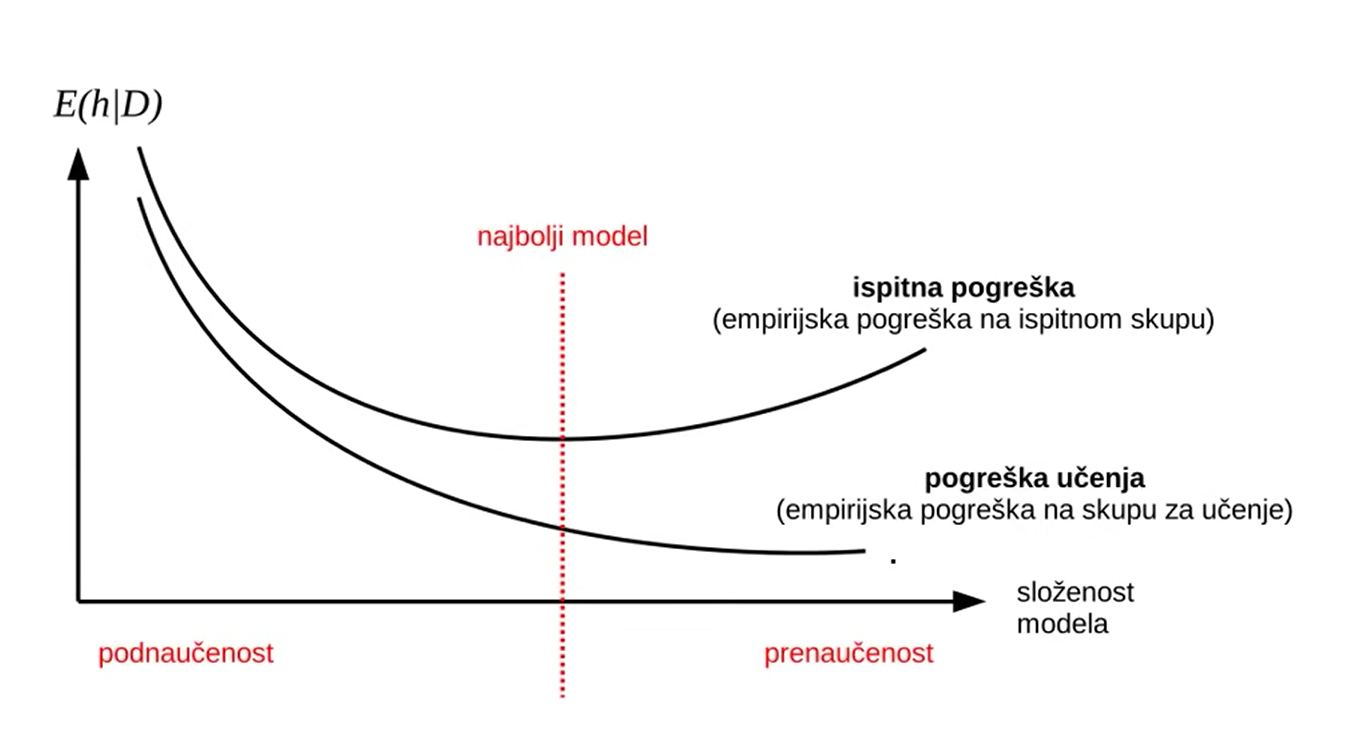 E(h|D)
najbolji model
ispitna pogreška
(empirijska pogreška na ispitnom skupu)
pogreška učenja
(empirijska pogreška na skupu za učenje)
.
složenost
modela
podnaučenost
prenaučenost